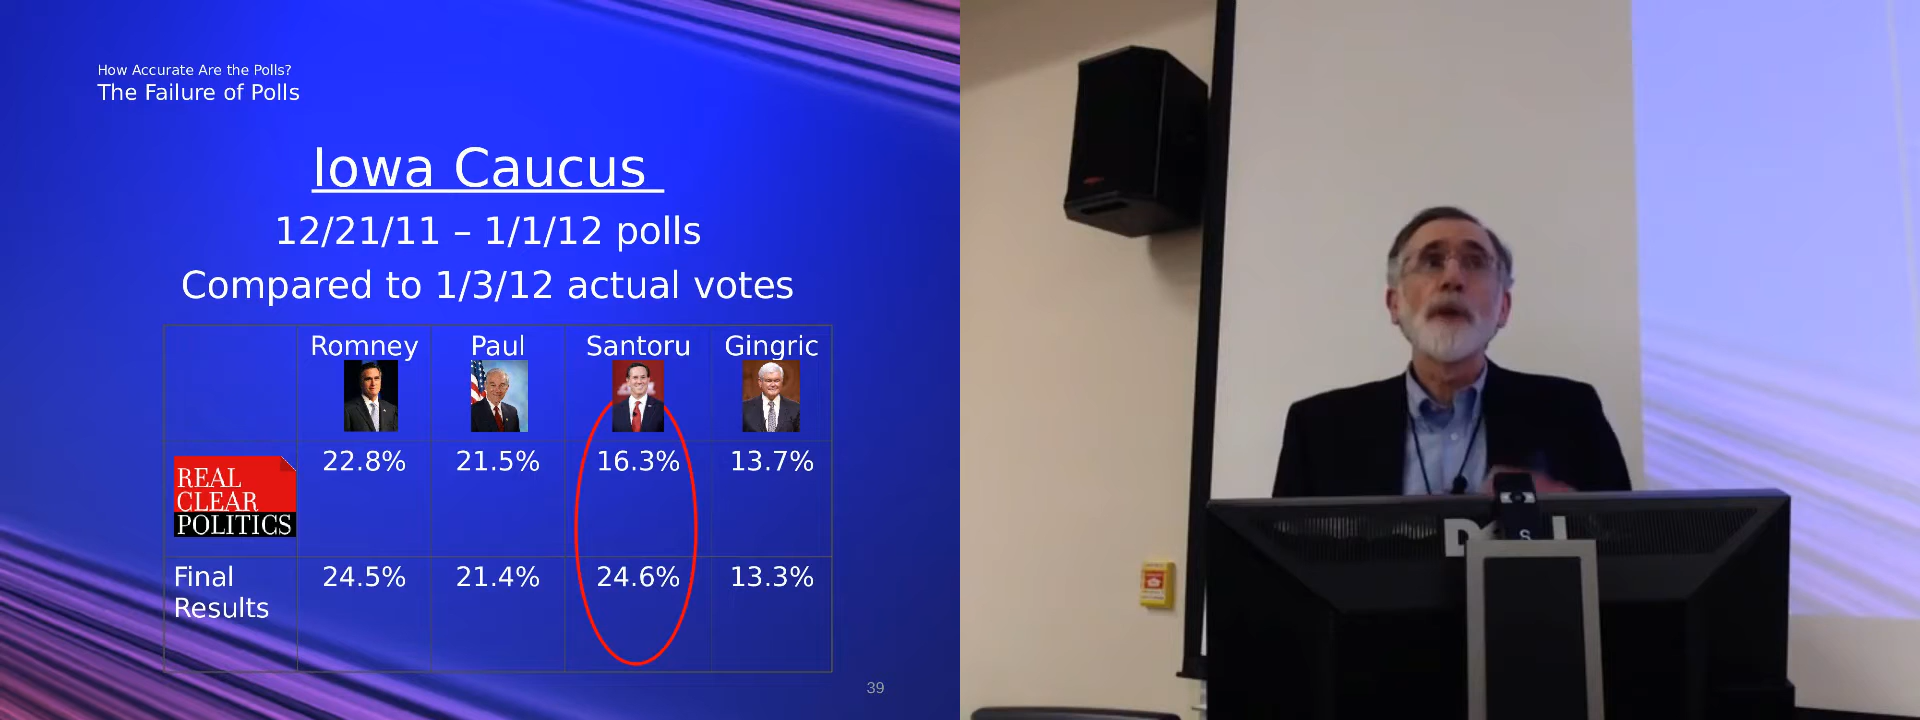 How Accurate Are the Polls?
The Failure of Polls
Iowa Caucus
12/21/11 – 1/1/12 polls
Compared to 1/3/12 actual votes
Romney Paul Santoru Gingric
REAL
CLEAR
POLITICS
22.8% 21.5% 16.3% 13.7%
Final
Results
24.5% 21.4% 24.6% 13.3%
39
S